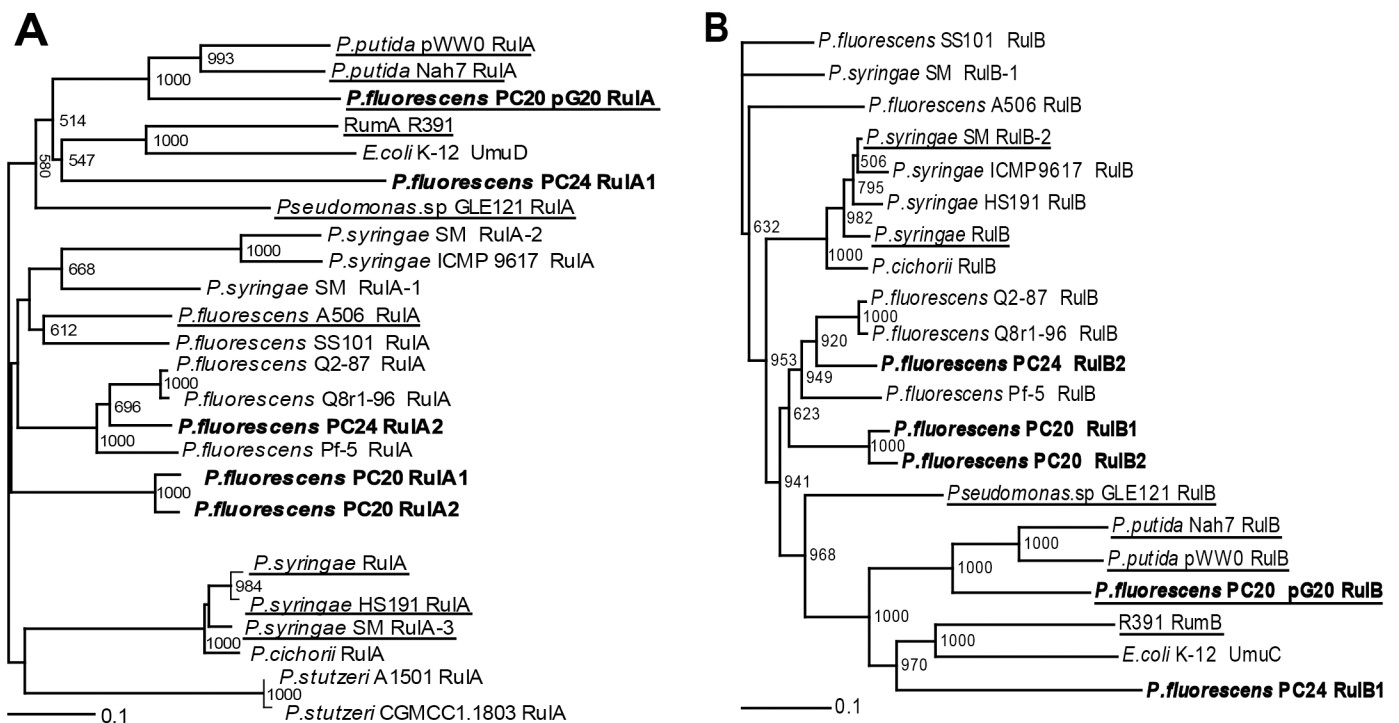 A
P.putida pWW0 RulA
993
P.putida Nah7 RulA
1000
P.fluorescens PC20 pG20 RulA
514
RumA R391
1000
580
547
E.coli K-12 UmuD
P.fluorescens PC24 RulA1
Pseudomonas.sp GLE121 RulA
P.syringae SM RulA-2
1000
P.syringae ICMP 9617 RulA
668
P.syringae SM RulA-1
P.fluorescens A506 RulA
612
P.fluorescens SS101 RulA
P.fluorescens Q2-87 RulA
1000
P.fluorescens Q8r1-96 RulA
696
P.fluorescens PC24 RulA2
1000
P.fluorescens Pf-5 RulA
P.fluorescens PC20 RulA1
1000
P.fluorescens PC20 RulA2
P.syringae RulA
984
P.syringae HS191 RulA
P.syringae SM RulA-3
1000
P.cichorii RulA
P.stutzeri A1501 RulA
1000
P.stutzeri CGMCC1.1803 RulA
0.1
B
P.fluorescens SS101 RulB
P.syringae SM RulB-1
P.fluorescens A506 RulB
P.syringae SM RulB-2
506
P.syringae ICMP9617 RulB
795
P.syringae HS191 RulB
982
632
P.syringae RulB
1000
P.cichorii RulB
P.fluorescens Q2-87 RulB
1000
P.fluorescens Q8r1-96 RulB
920
953
P.fluorescens PC24 RulB2
949
P.fluorescens Pf-5 RulB
623
P.fluorescens PC20 RulB1
1000
P.fluorescens PC20 RulB2
941
Pseudomonas.sp GLE121 RulB
P.putida Nah7 RulB
1000
968
P.putida pWW0 RulB
1000
P.fluorescens PC20 pG20 RulB
1000
R391 RumB
1000
E.coli K-12 UmuC
970
P.fluorescens PC24 RulB1
0.1